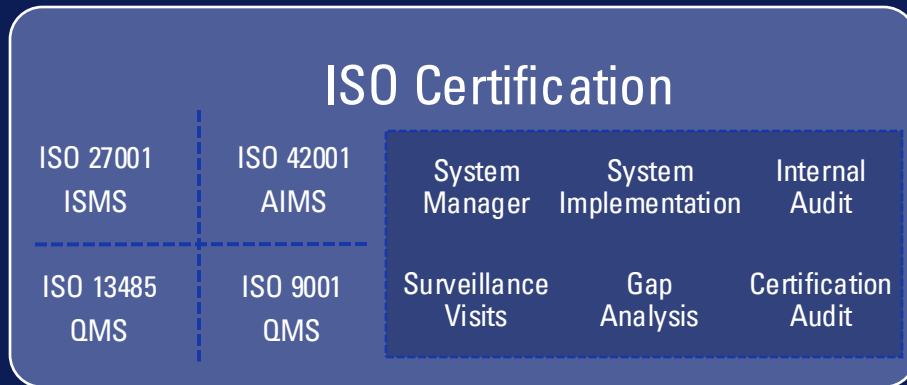 ISO Certification
ISO 27001
ISMS
ISO 42001
AIMS
ISO 13485
QMS
ISO 9001
QMS
System
Manager
System
Implementation
Internal
Audit
Surveillance
Visits
Gap
Analysis
Certification
Audit